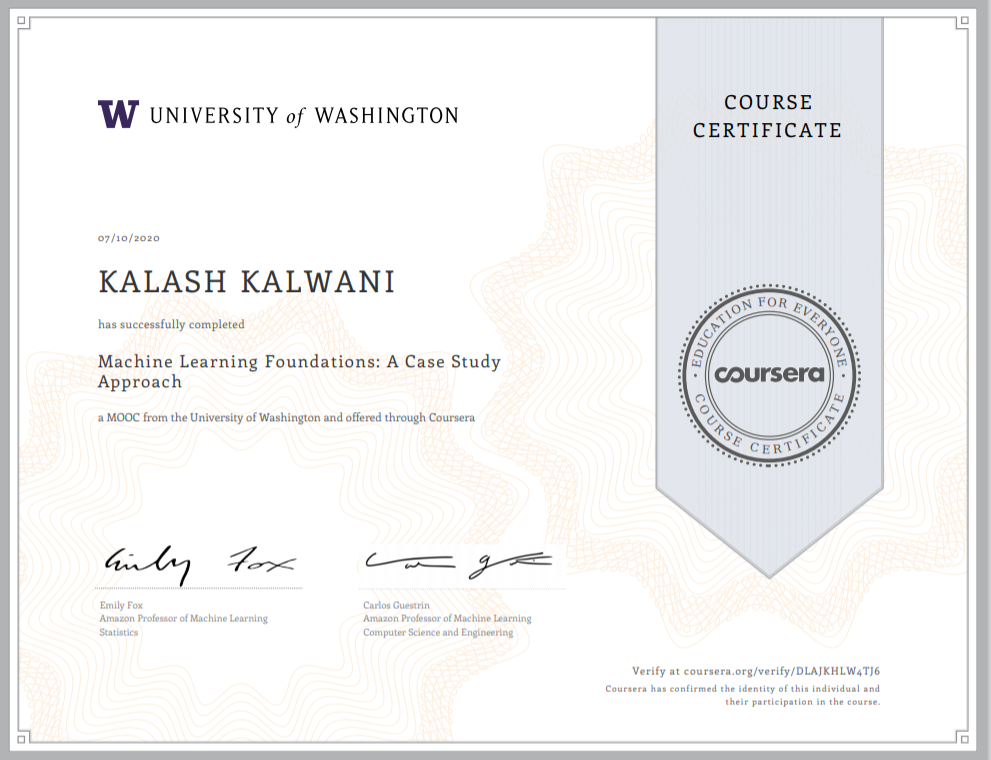 W UNIVERSITY of WASHINGTON
COURSE
CERTIFICATE
07/10/2020
KALASH KALWANI
has successfully completed
Machine Learning Foundations: A Case Study
Approach
a MOOC from the University of Washington and offered through Coursera
EDUCATION FOR EVERYONE
coursera
COURSE CERTIFICATE
Emily Fox
Emily Fox
Amazon Professor of Machine Learning
Statistics
Carlos Guestrin
Amazon Professor of Machine Learning
Computer Science and Engineering
Verify at coursera.org/verify/DLAJKHLW4TJ6
Coursera has confirmed the identity of this individual and
their participation in the course.